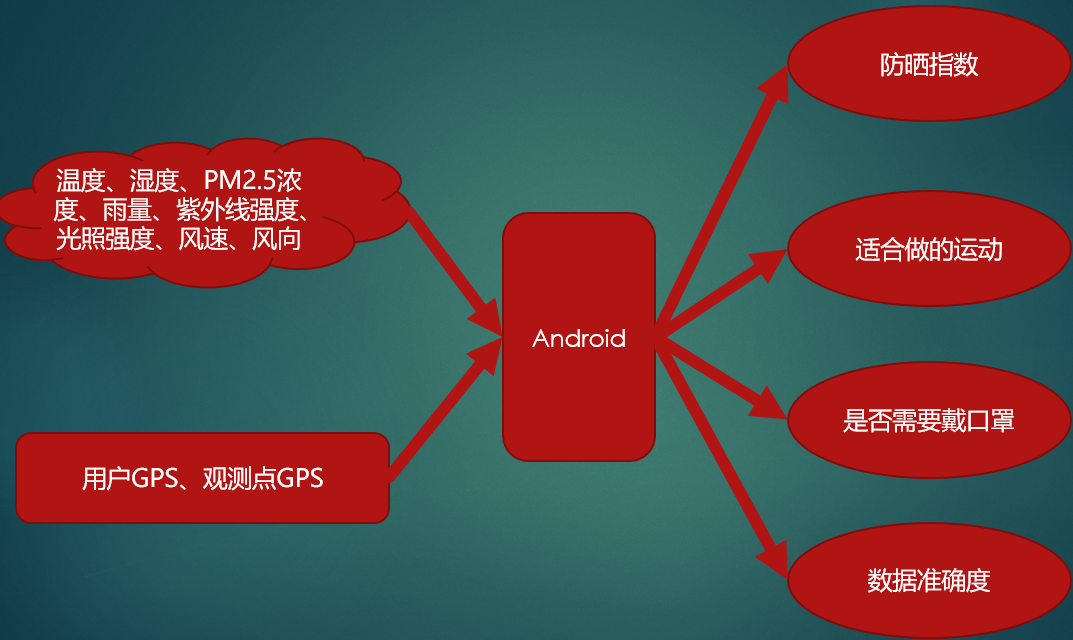 温度、湿度、PM2.5浓
度、雨量、紫外线强度、
光照强度、风速、风向
用户GPS、观测点GPS
Android
防晒指数
适合做的运动
是否需要戴口罩
数据准确度